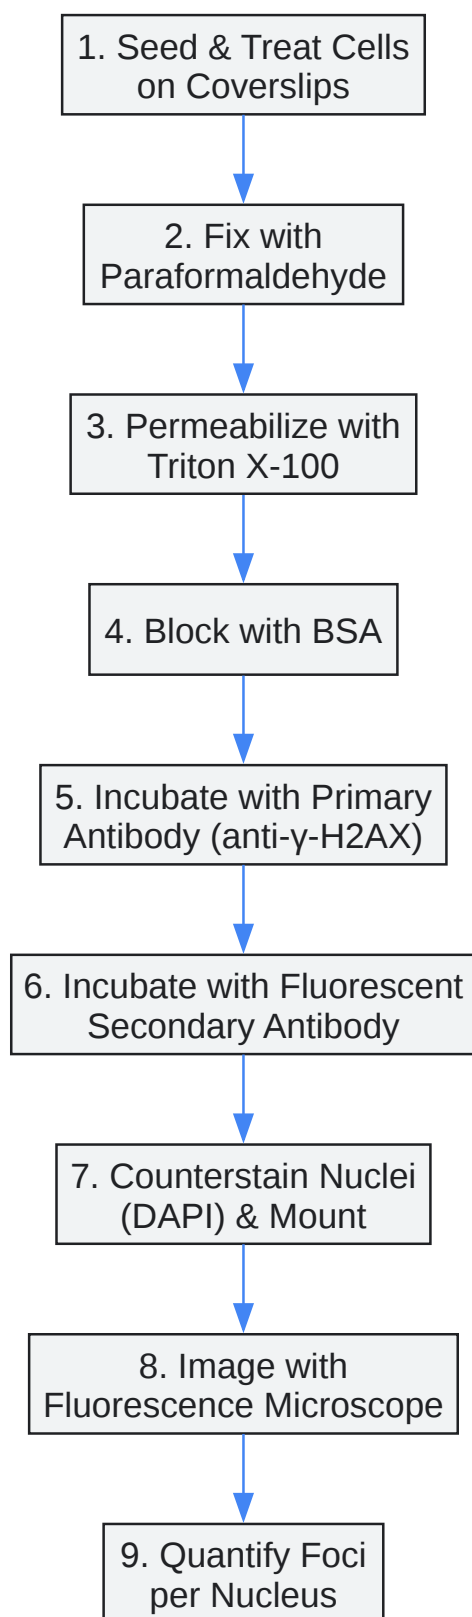 1. Seed & Treat Cells
on Coverslips
2. Fix with
Paraformaldehyde
3. Permeabilize with
Triton X-100
4. Block with BSA
5. Incubate with Primary
Antibody (anti-γ-H2AX)
6. Incubate with Fluorescent
Secondary Antibody
7. Counterstain Nuclei
(DAPI) & Mount
8. Image with
Fluorescence Microscope
9. Quantify Foci
per Nucleus